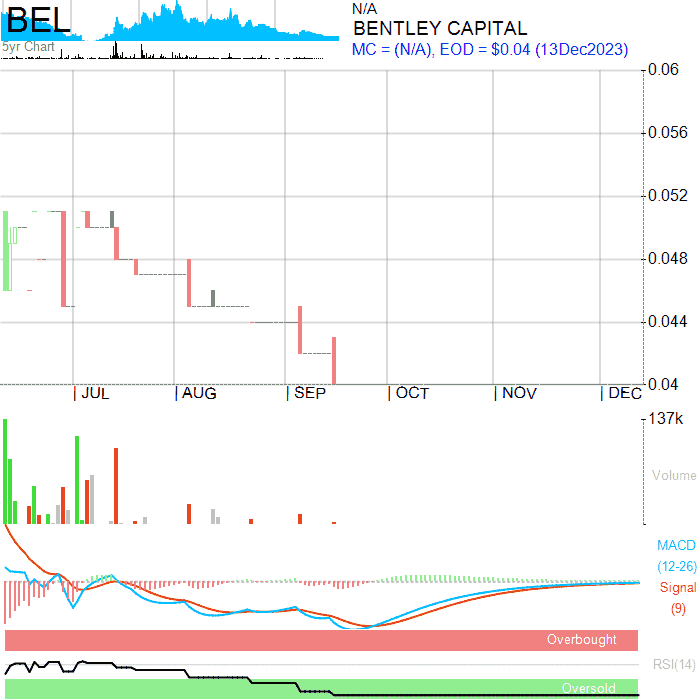 BEL
5yr Chart
N/A
BENTLEY CAPITAL
MC = (N/A), EOD = $0.04 (13Dec2023)
0.06
0.056
0.052
0.048
0.044
0.04
| JUL | AUG | SEP | OCT | NOV | DEC
137k
Volume
MACD
(12-26)
Signal
(9)
Overbought
RSI(14)
Oversold